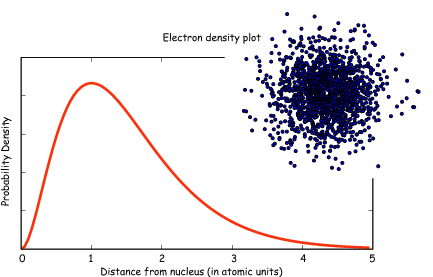 Electron density plot
Probability Density
0 1 2 3 4 5
Distance from nucleus (in atomic units)